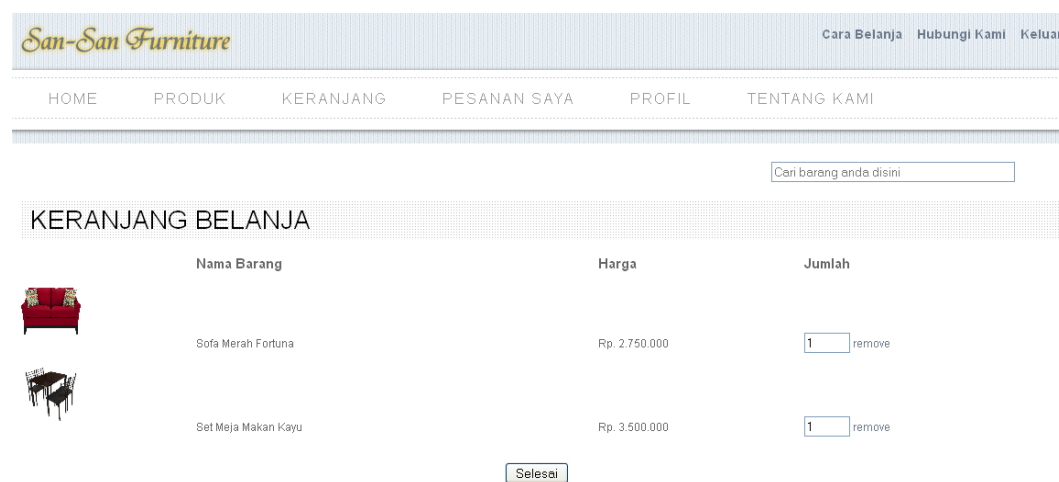 San-San Furniture
Cara Belanja Hubungi Kami Keluar
HOME PRODUK KERANJANG PESANAN SAYA PROFIL TENTANG KAMI
Cari barang anda disini
KERANJANG BELANJA
Nama Barang Harga Jumlah
Sofa Merah Fortuna Rp. 2.750.000 1 remove
Set Meja Makan Kayu Rp. 3.500.000 1 remove
Selesai